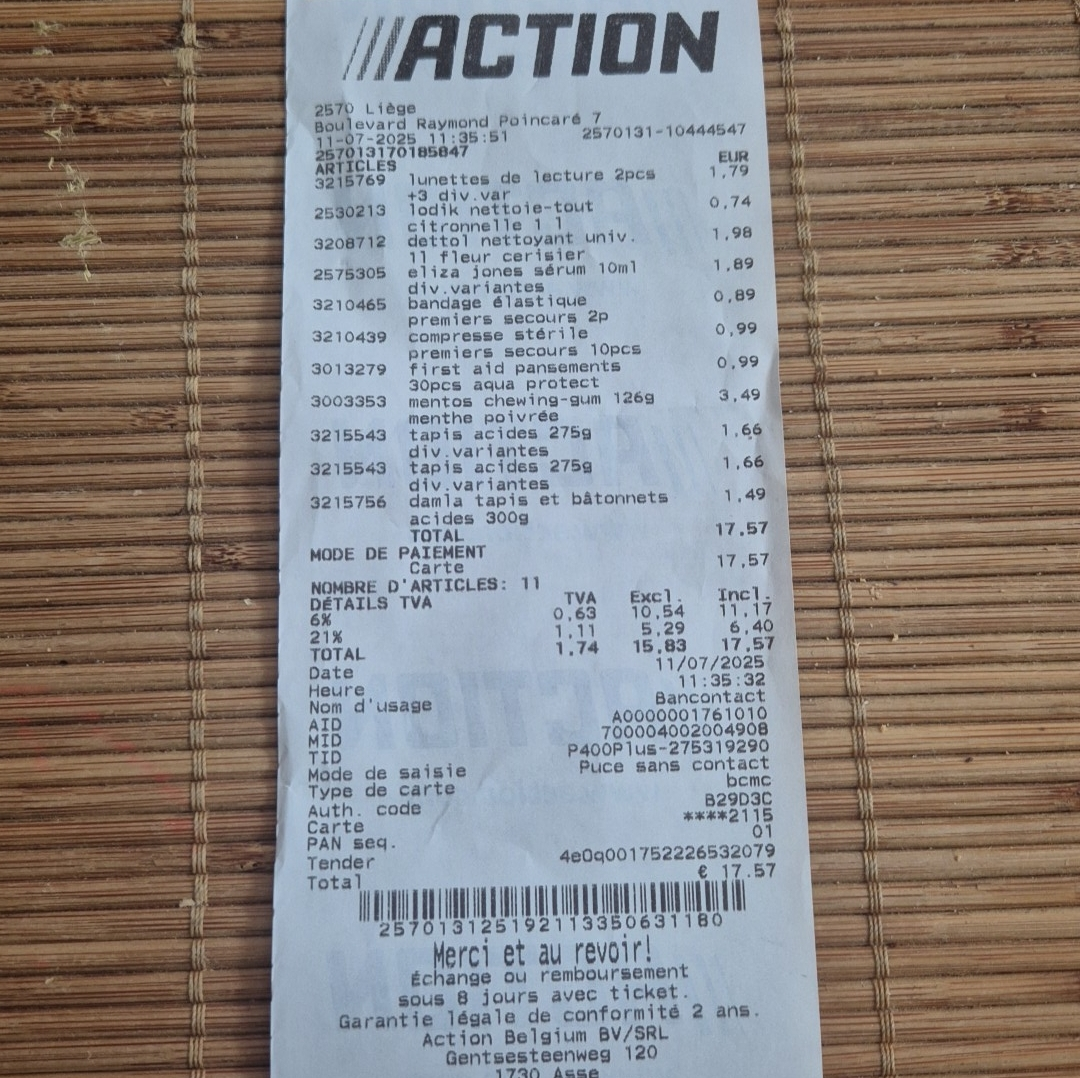 ///ACTION
2570 Liège
Boulevard Raymond Poincaré 7
11-07-2025 11:35:51 2570131-10444547
257013170185847
ARTICLES EUR
3215769 lunettes de lecture 2pcs 1,79
+3 div.var
2530213 lodik nettoie-tout 0,74
citronnelle 1 l
3208712 dettol nettoyant univ. 1,98
1l fleur cerisier
2575305 eliza jones sérum 10ml 1,89
div.variantes
3210465 bandage élastique 0,89
premiers secours 2p
3210439 compresse stérile 0,99
premiers secours 10pcs
3013279 first aid pansements 0,99
30pcs aqua protect
3003353 mentos chewing-gum 126g 3,49
menthe poivrée
3215543 tapis acides 275g 1,66
div.variantes
3215543 tapis acides 275g 1,66
div.variantes
3215756 damla tapis et bâtonnets 1,49
acides 300g
TOTAL 17,57
MODE DE PAIEMENT
Carte 17,57
NOMBRE D'ARTICLES: 11
DÉTAILS TVA TVA Excl. Incl.
6% 0,63 10,54 11,17
21% 1,11 5,29 6,40
TOTAL 1,74 15,83 17,57
Date 11/07/2025
Heure 11:35:32
Nom d'usage Bancontact
AID A0000001761010
MID 700004002004908
TID P400Plus-275319290
Mode de saisie Puce sans contact
Type de carte bcmc
Auth. code B29D3C
Carte ****2115
PAN seq. 01
Tender 4e0q001752226532079
Total € 17.57
257013125192113350631180
Merci et au revoir!
Échange ou remboursement
sous 8 jours avec ticket.
Garantie légale de conformité 2 ans.
Action Belgium BV/SRL
Gentsesteenweg 120
1730 Asse